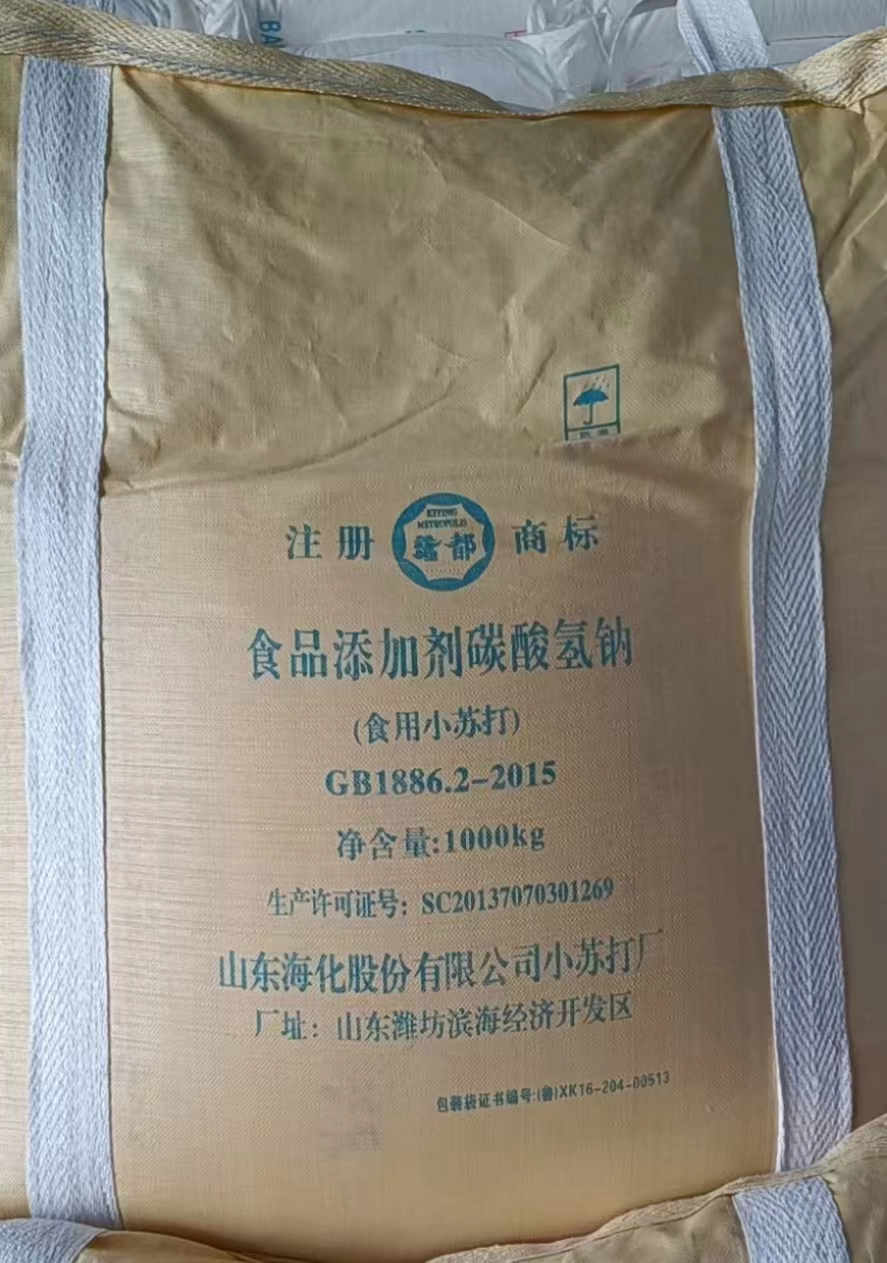 BA
注册
KEYING
METROPOLIS
都
商标
食品添加剂碳酸氢钠
(食用小苏打)
GB1886.2-2015
净含量:1000kg
生产许可证号: SC20137070301269
山东海化股份有限公司小苏打厂
厂址: 山东潍坊滨海经济开发区
包装袋证书编号:(鲁)XK16-204-00513